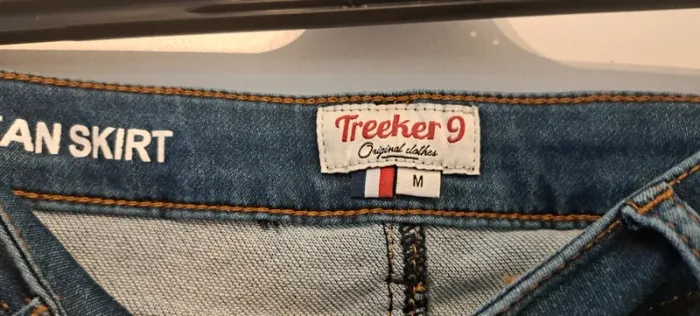 AN SKIRT
Treeker 9
Original clothes
M